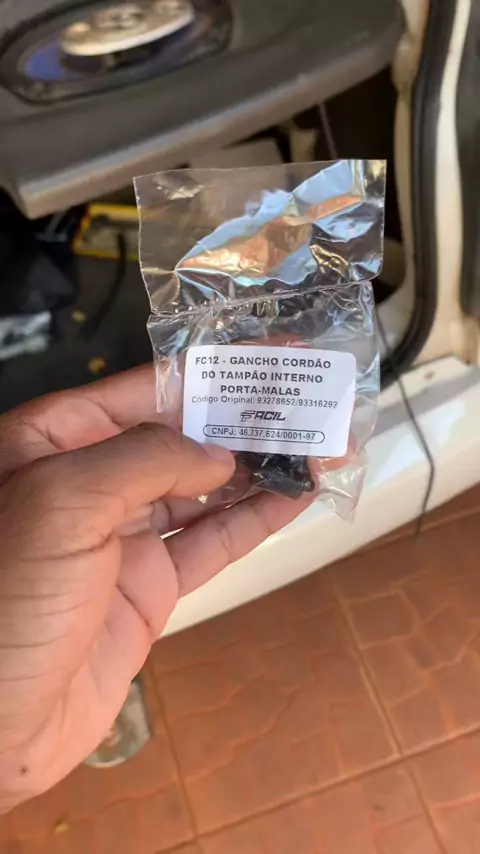 FC12 - GANCHO CORDÃO
DO TAMPÃO INTERNO
PORTA-MALAS
Código Original: 93278652/93316292
FACIL
CNPJ: 46.737.624/0001-97